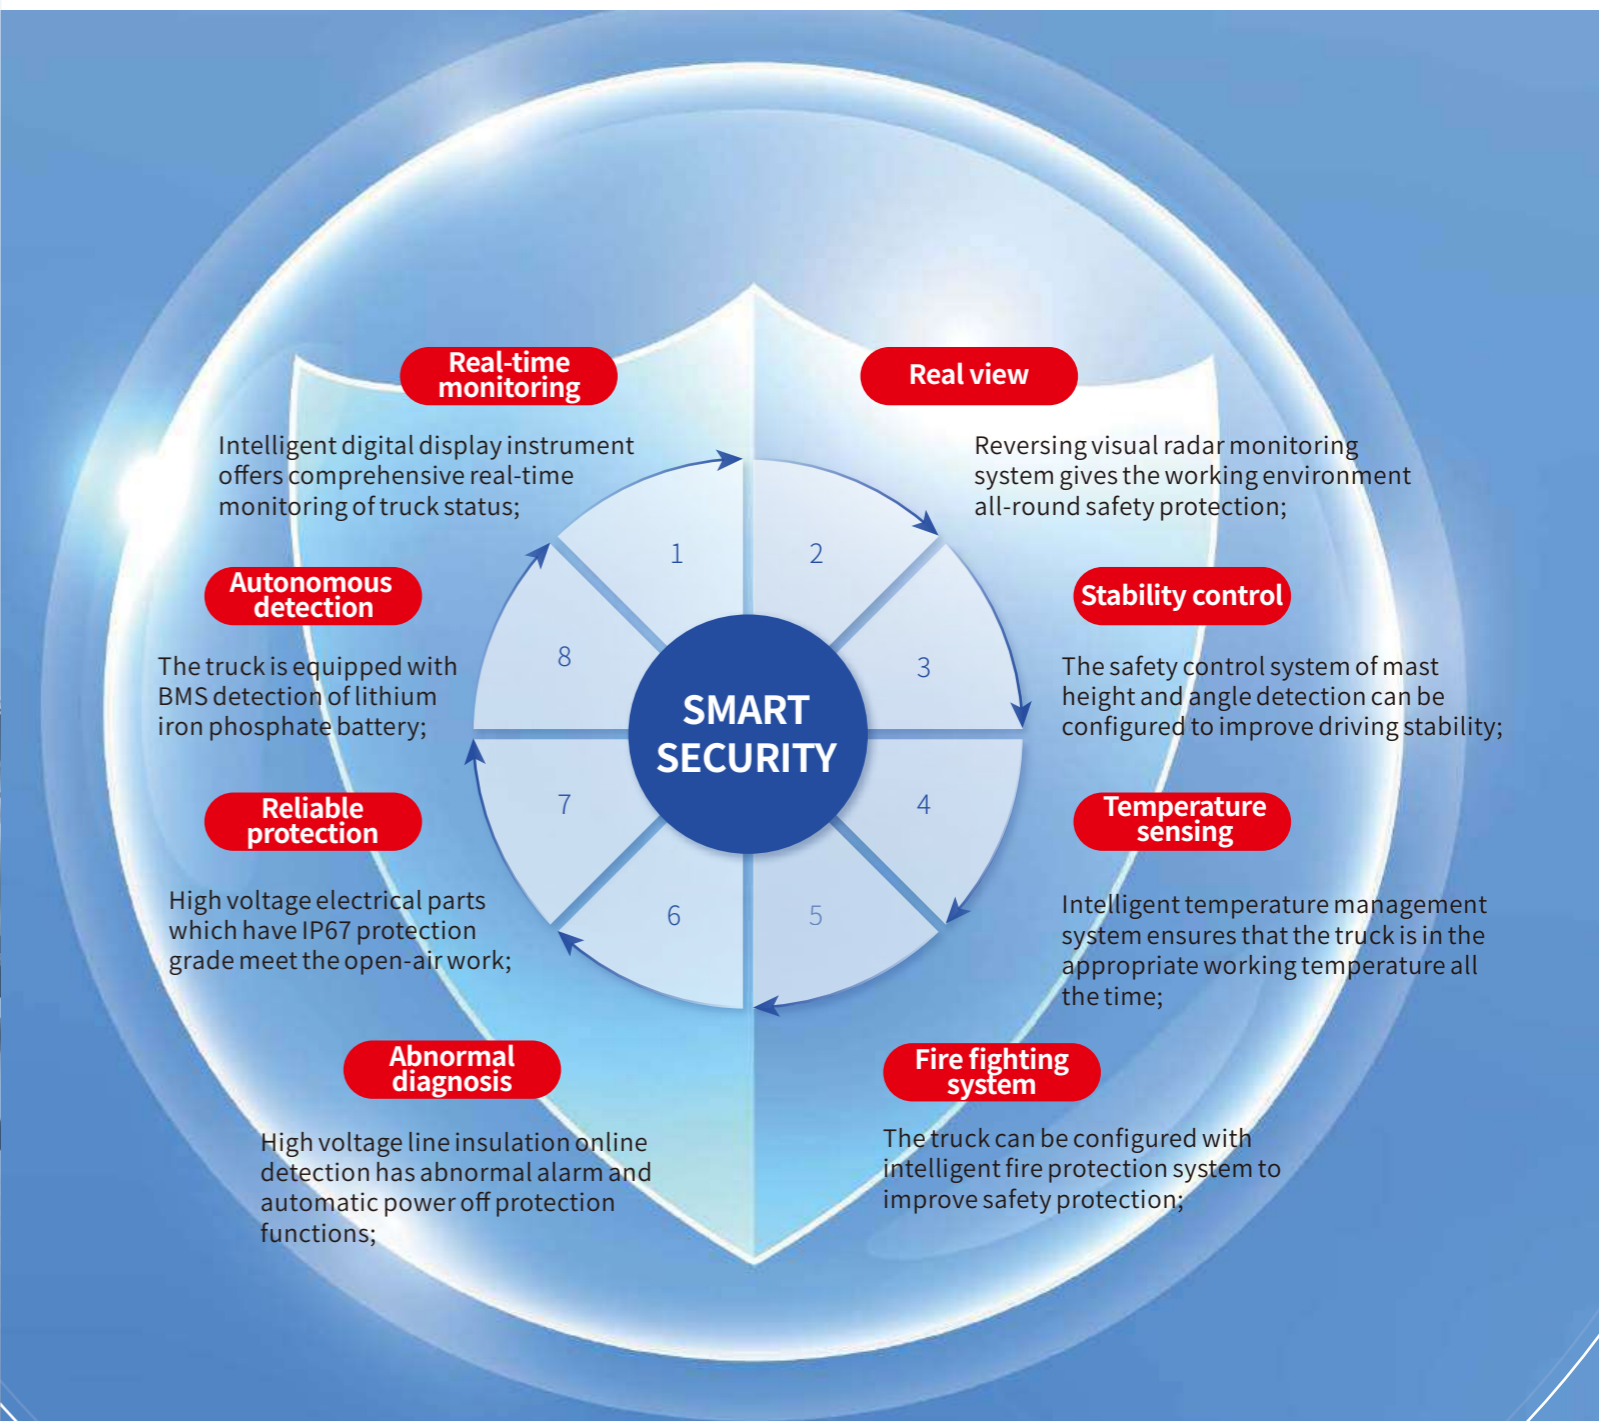 Real-time
monitoring
Intelligent digital display instrument
offers comprehensive real-time
monitoring of truck status;
Real view
Reversing visual radar monitoring
system gives the working environment
all-round safety protection;
Autonomous
detection
The truck is equipped with
BMS detection of lithium
iron phosphate battery;
Stability control
The safety control system of mast
height and angle detection can be
configured to improve driving stability;
Reliable
protection
High voltage electrical parts
which have IP67 protection
grade meet the open-air work;
Temperature
sensing
Intelligent temperature management
system ensures that the truck is in the
appropriate working temperature all
the time;
Abnormal
diagnosis
High voltage line insulation online
detection has abnormal alarm and
automatic power off protection
functions;
Fire fighting
system
The truck can be configured with
intelligent fire protection system to
improve safety protection;
SMART
SECURITY
1
2
3
4
5
6
7
8